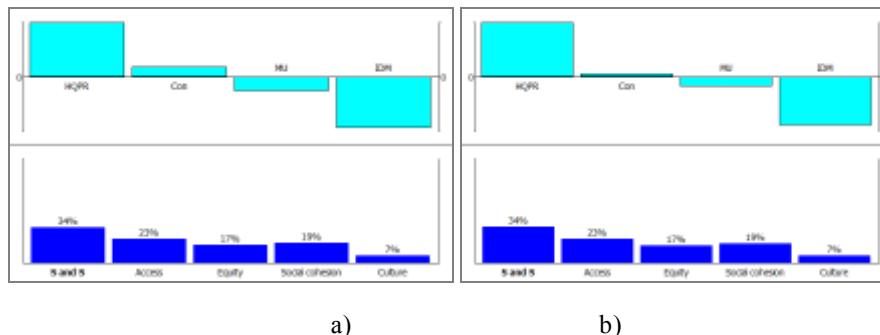 MU IDM
0 0
HQPR Con
34% 23% 17% 19% 7%
S and S Access Equity Social cohesion Culture
MU IDM
0
HQPR Con
34% 23% 17% 19% 7%
S and S Access Equity Social cohesion Culture
a) b)